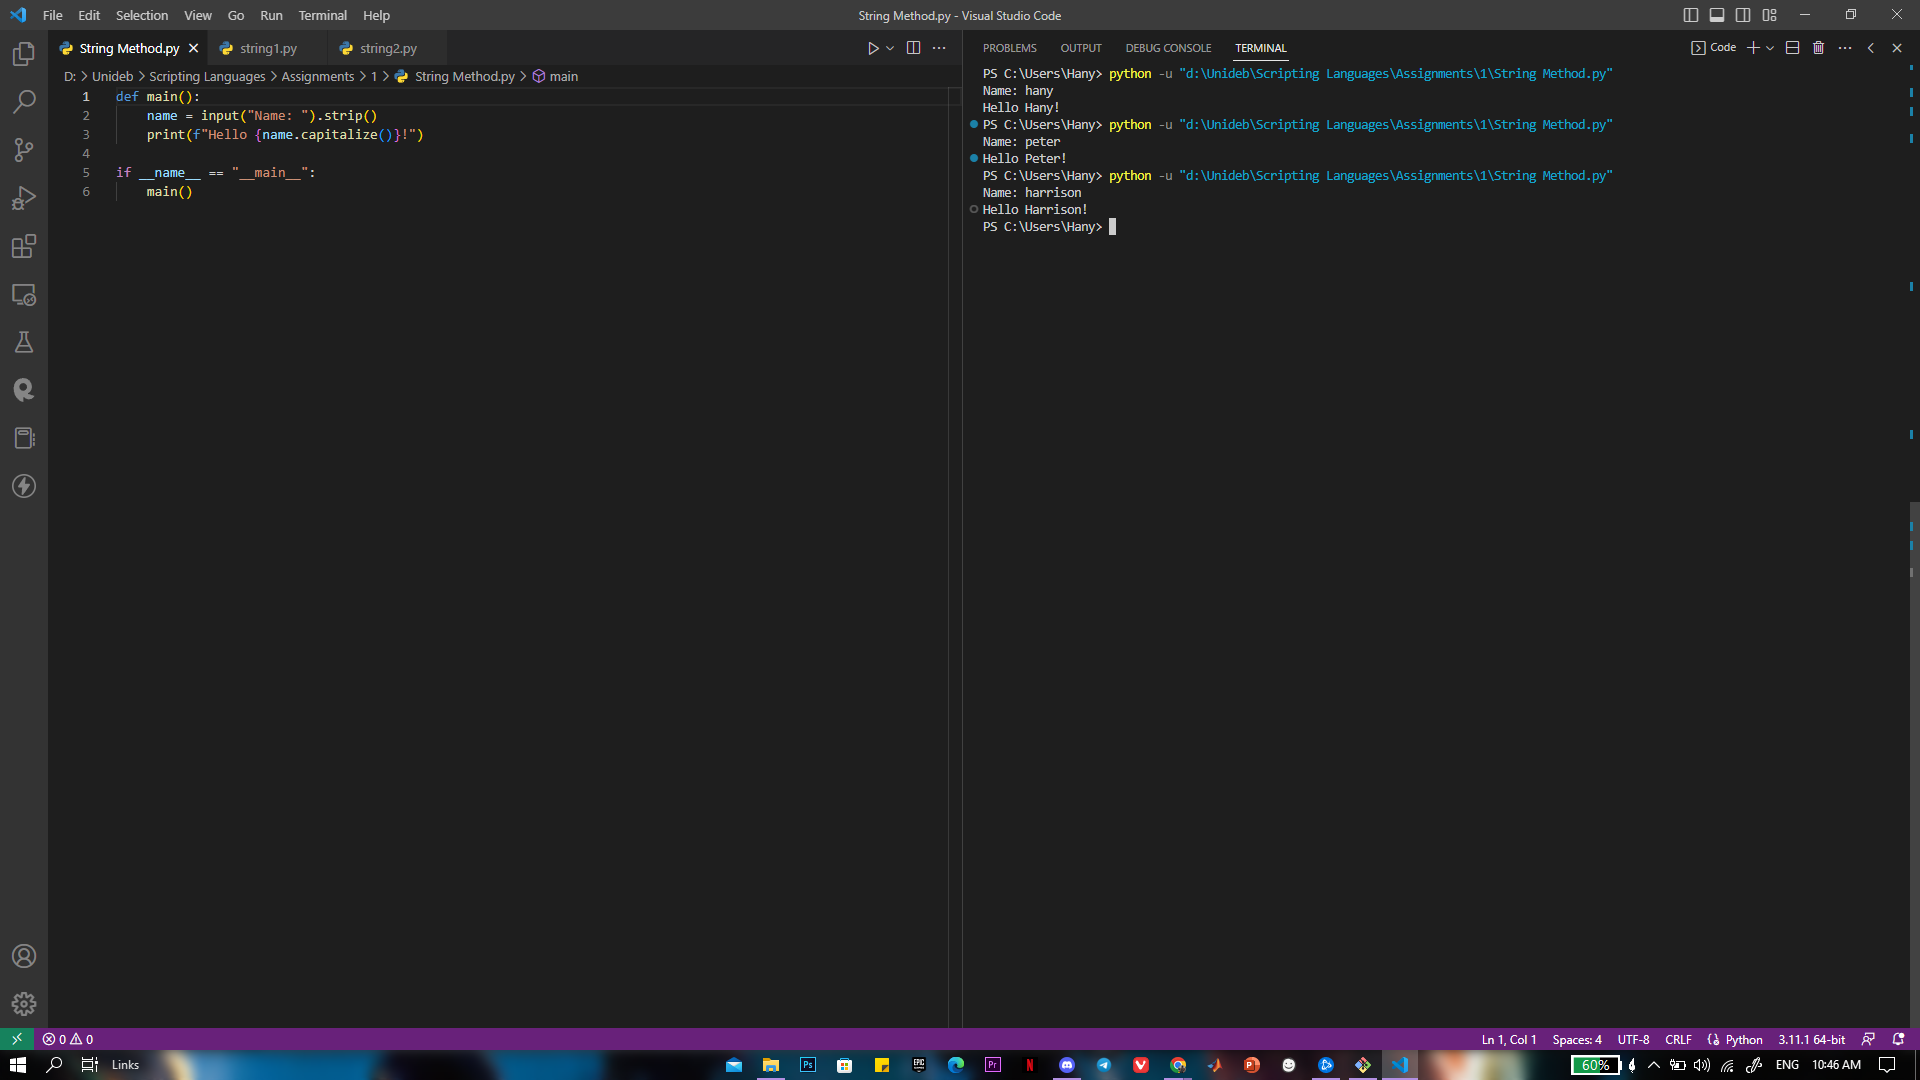 File Edit Selection View Go Run Terminal Help
String Method.py - Visual Studio Code
String Method.py string1.py string2.py
D: > Unideb > Scripting Languages > Assignments > 1 > String Method.py > main
1 def main():
2 name = input("Name: ").strip()
3 print(f"Hello {name.capitalize()}!")
4
5 if __name__ == "__main__":
6 main()
PROBLEMS OUTPUT DEBUG CONSOLE TERMINAL
Code
PS C:\Users\Hany> python -u "d:\Unideb\Scripting Languages\Assignments\1\String Method.py"
Name: hany
Hello Hany!
PS C:\Users\Hany> python -u "d:\Unideb\Scripting Languages\Assignments\1\String Method.py"
Name: peter
Hello Peter!
PS C:\Users\Hany> python -u "d:\Unideb\Scripting Languages\Assignments\1\String Method.py"
Name: harrison
Hello Harrison!
PS C:\Users\Hany>
0 0
Ln 1, Col 1 Spaces: 4 UTF-8 CRLF Python 3.11.1 64-bit
Links
Ps
EPIC GAMES
Pr
N
P
60%
ENG
10:46 AM